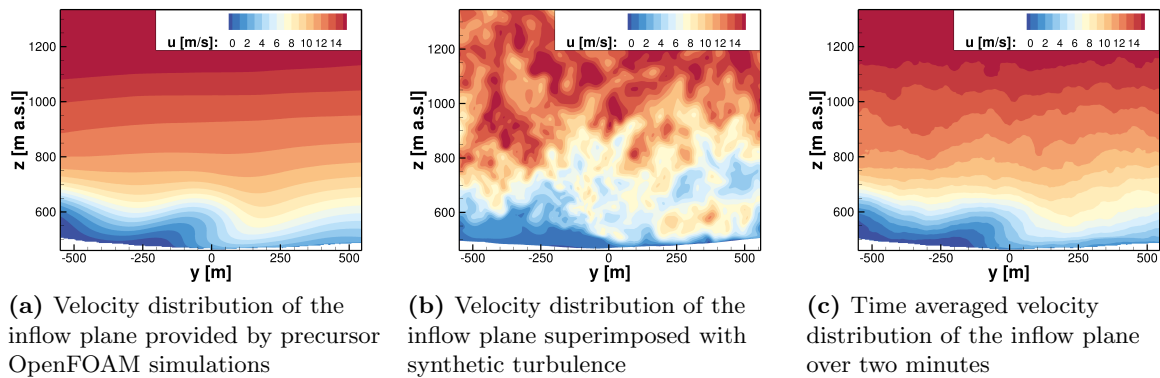 u [m/s]: 0 2 4 6 8 10 12 14
z [m a.s.l]
1200
1000
800
600
-500 -250 0 250 500
y [m]
(a) Velocity distribution of the
inflow plane provided by precursor
OpenFOAM simulations
u [m/s]: 0 2 4 6 8 10 12 14
z [m a.s.l]
1200
1000
800
600
-500 -250 0 250 500
y [m]
(b) Velocity distribution of the
inflow plane superimposed with
synthetic turbulence
u [m/s]: 0 2 4 6 8 10 12 14
z [m a.s.l]
1200
1000
800
600
-500 -250 0 250 500
y [m]
(c) Time averaged velocity
distribution of the inflow plane
over two minutes